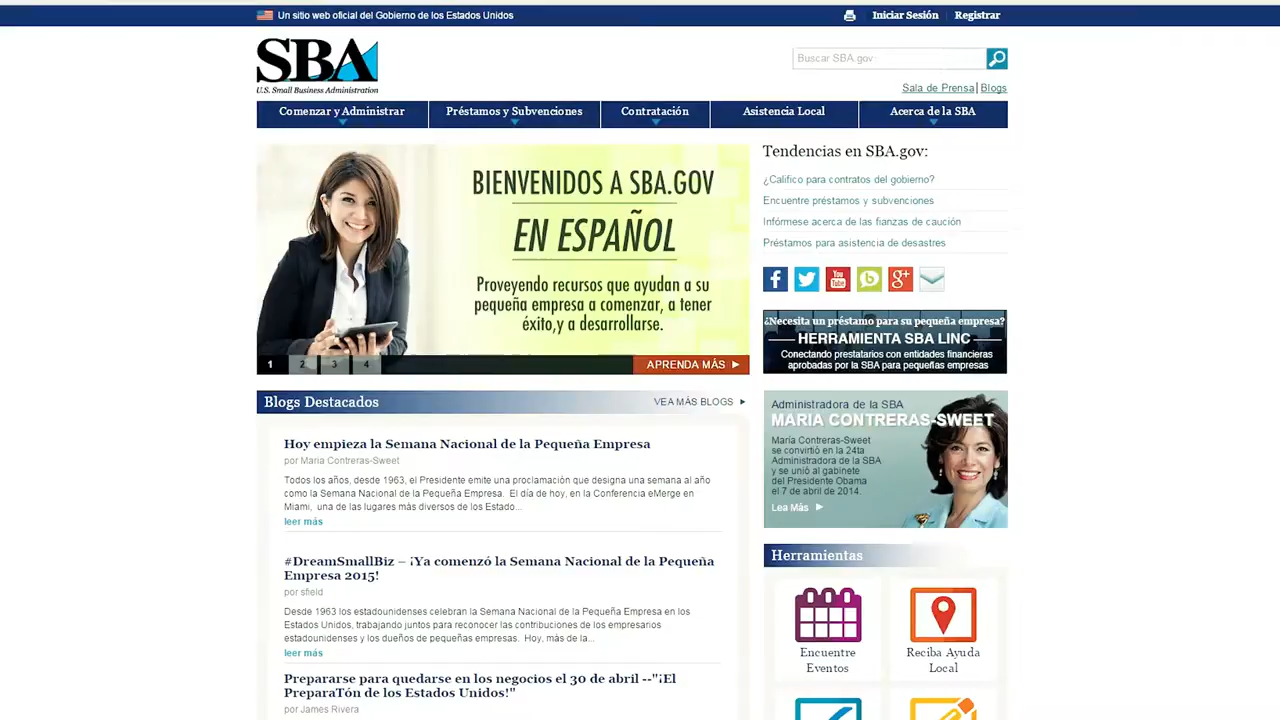 Un sitio web oficial del Gobierno de los Estados Unidos
Iniciar Sesión
Registrar
SBA
U.S. Small Business Administration
Buscar SBA.gov
Sala de Prensa | Blogs
Comenzar y Administrar
Préstamos y Subvenciones
Contratación
Asistencia Local
Acerca de la SBA
BIENVENIDOS A SBA.GOV
EN ESPAÑOL
Proveyendo recursos que ayudan a su
pequeña empresa a comenzar, a tener
éxito,y a desarrollarse.
1 2 3 4
APRENDA MÁS
Tendencias en SBA.gov:
¿Califico para contratos del gobierno?
Encuentre préstamos y subvenciones
Infórmese acerca de las fianzas de caución
Préstamos para asistencia de desastres
You
Tube
¿Necesita un préstamo para su pequeña empresa?
HERRAMIENTA SBA LINC
Conectando prestatarios con entidades financieras
aprobadas por la SBA para pequeñas empresas
Blogs Destacados
VEA MÁS BLOGS
Hoy empieza la Semana Nacional de la Pequeña Empresa
por Maria Contreras-Sweet
Todos los años, desde 1963, el Presidente emite una proclamación que designa una semana al año
como la Semana Nacional de la Pequeña Empresa. El día de hoy, en la Conferencia eMerge en
Miami, una de las lugares más diversos de los Estado...
leer más
#DreamSmallBiz – ¡Ya comenzó la Semana Nacional de la Pequeña
Empresa 2015!
por sfield
Desde 1963 los estadounidenses celebran la Semana Nacional de la Pequeña Empresa en los
Estados Unidos, trabajando juntos para reconocer las contribuciones de los empresarios
estadounidenses y los dueños de pequeñas empresas. Hoy, más de la...
leer más
Prepararse para quedarse en los negocios el 30 de abril --"¡El
PreparaTón de los Estados Unidos!"
por James Rivera
Administradora de la SBA
MARIA CONTRERAS-SWEET
María Contreras-Sweet
se convirtió en la 24ta
Administradora de la SBA
y se unió al gabinete
del Presidente Obama
el 7 de abril de 2014.
Lea Más
Herramientas
Encuentre
Eventos
Reciba Ayuda
Local